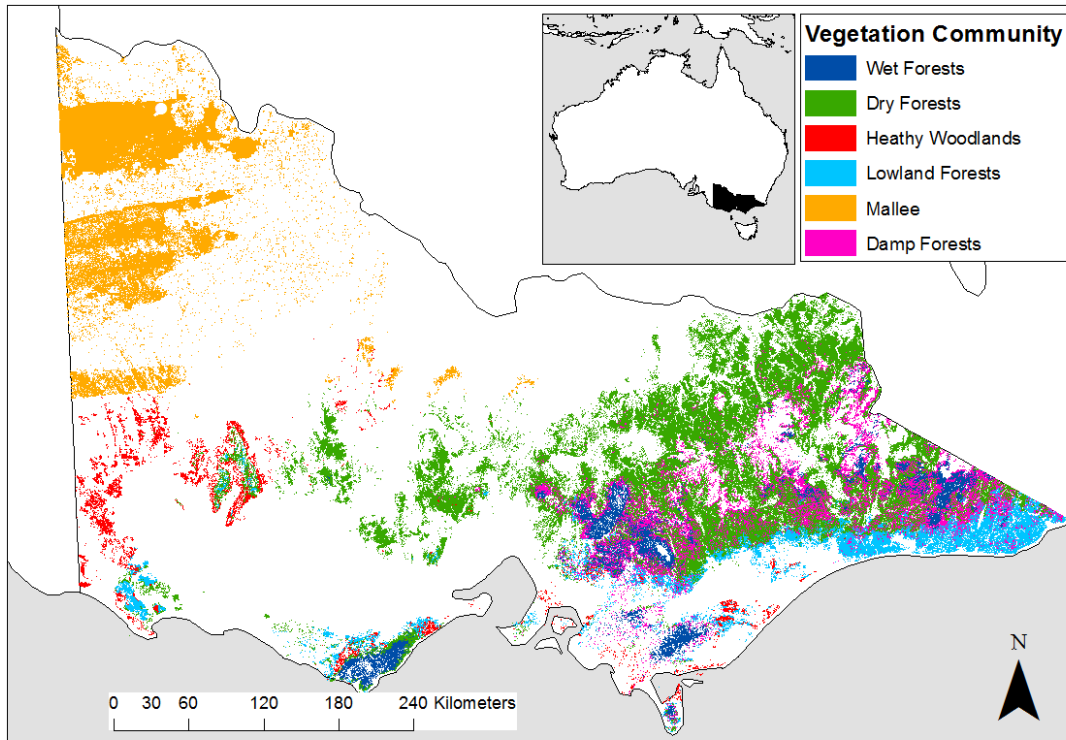 Vegetation Community
Wet Forests
Dry Forests
Heathy Woodlands
Lowland Forests
Mallee
Damp Forests
N
0 30 60 120 180 240 Kilometers